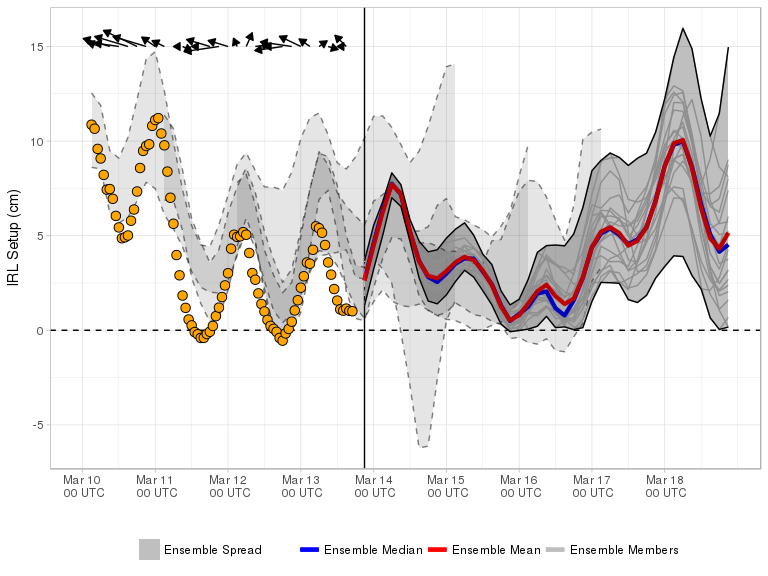 15
10
5
0
-5
IRL Setup (cm)
Mar 10 Mar 11 Mar 12 Mar 13 Mar 14 Mar 15 Mar 16 Mar 17 Mar 18
00 UTC 00 UTC 00 UTC 00 UTC 00 UTC 00 UTC 00 UTC 00 UTC 00 UTC
Ensemble Spread Ensemble Median Ensemble Mean Ensemble Members